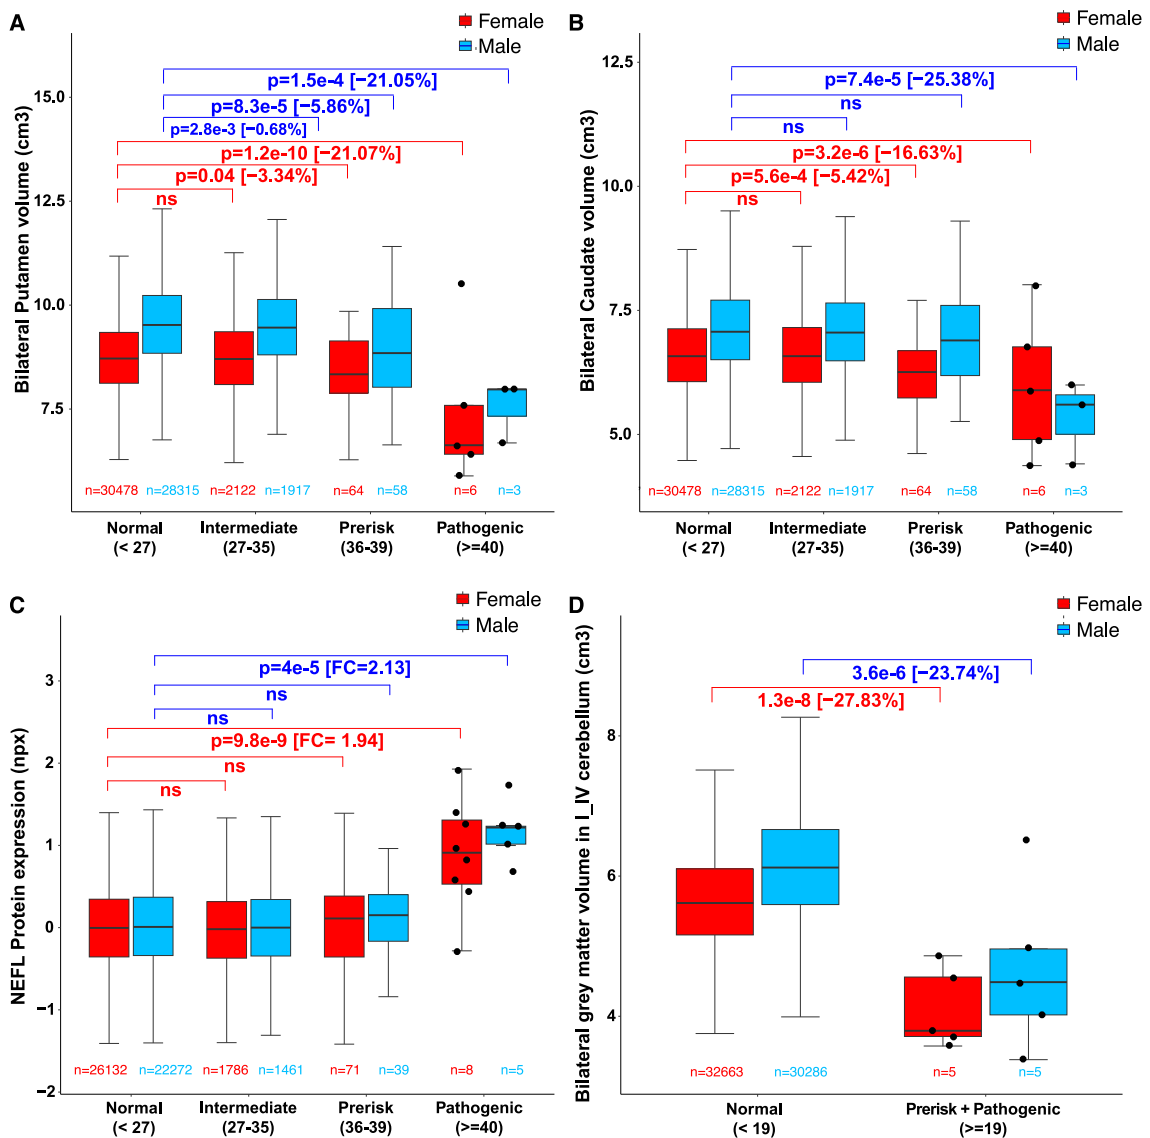 A
Female
Male
Bilateral Putamen volume (cm3)
15.0
12.5
10.0
7.5
p=1.5e-4 [−21.05%]
p=8.3e-5 [−5.86%]
p=2.8e-3 [−0.68%]
p=1.2e-10 [−21.07%]
p=0.04 [−3.34%]
ns
n=30478
n=28315
n=2122
n=1917
n=64
n=58
n=6
n=3
Normal
(< 27)
Intermediate
(27-35)
Prerisk
(36-39)
Pathogenic
(>=40)
B
Female
Male
Bilateral Caudate volume (cm3)
12.5
10.0
7.5
5.0
p=7.4e-5 [−25.38%]
ns
ns
p=3.2e-6 [−16.63%]
p=5.6e-4 [−5.42%]
ns
n=30478
n=28315
n=2122
n=1917
n=64
n=58
n=6
n=3
Normal
(< 27)
Intermediate
(27-35)
Prerisk
(36-39)
Pathogenic
(>=40)
C
Female
Male
NEFL Protein expression (npx)
3
2
1
0
−1
−2
p=4e-5 [FC=2.13]
ns
ns
p=9.8e-9 [FC= 1.94]
ns
ns
n=26132
n=22272
n=1786
n=1461
n=71
n=39
n=8
n=5
Normal
(< 27)
Intermediate
(27-35)
Prerisk
(36-39)
Pathogenic
(>=40)
D
Female
Male
Bilateral grey matter volume in I_IV cerebellum (cm3)
8
6
4
3.6e-6 [−23.74%]
1.3e-8 [−27.83%]
n=32663
n=30286
n=5
n=5
Normal
(< 19)
Prerisk + Pathogenic
(>=19)